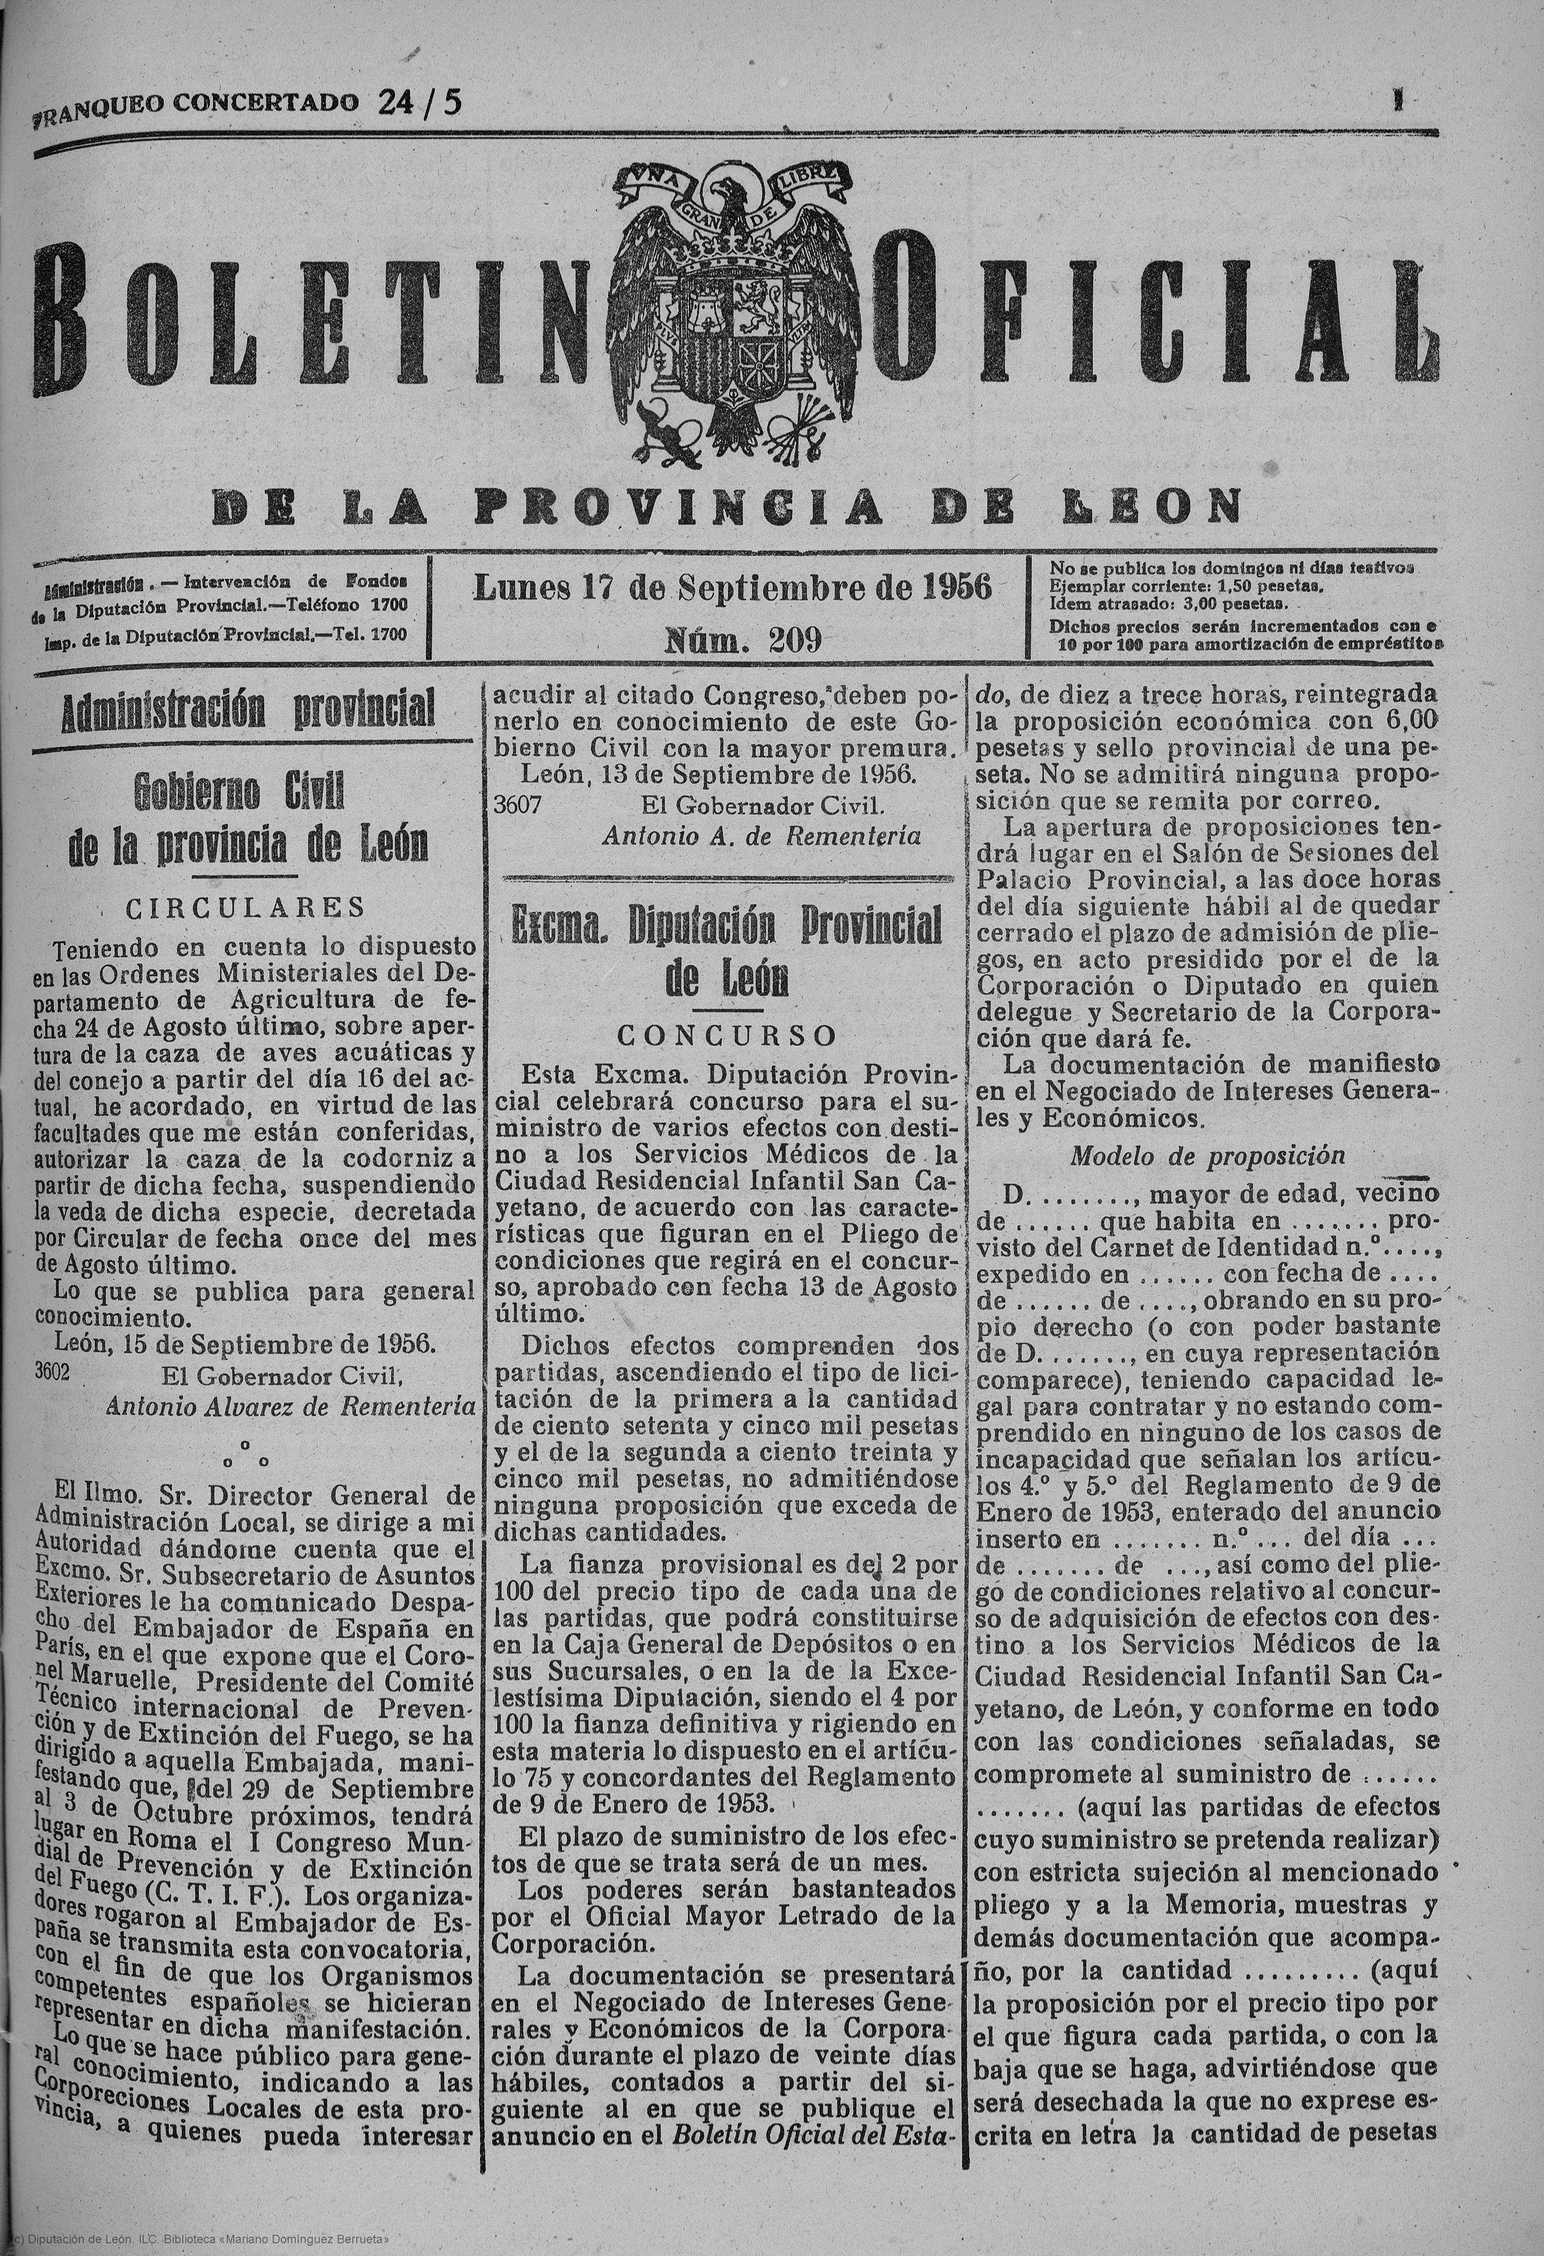 FRANQUEO CONCERTADO 24/5
UNA GRANDE LIBRE
BOLETIN OFICIAL
DE LA PROVINCIA DE LEON
Administración.—Intervención de Fondos
de la Diputación Provincial.—Teléfono 1700
Imp. de la Diputación Provincial.—Tel. 1700
Lunes 17 de Septiembre de 1956
Núm. 209
No se publica los domingos ni días festivos
Ejemplar corriente: 1,50 pesetas.
Idem atrasado: 3,00 pesetas.
Dichos precios serán incrementados con e
10 por 100 para amortización de empréstitos
Administración provincial
Gobierno Civil
de la provincia de León
CIRCULARES
Teniendo en cuenta lo dispuesto
en las Ordenes Ministeriales del De-
partamento de Agricultura de fe-
cha 24 de Agosto último, sobre aper-
tura de la caza de aves acuáticas y
del conejo a partir del día 16 del ac-
tual, he acordado, en virtud de las
facultades que me están conferidas,
autorizar la caza de la codorniz a
partir de dicha fecha, suspendiendo
la veda de dicha especie, decretada
por Circular de fecha once del mes
de Agosto último.
Lo que se publica para general
conocimiento.
León, 15 de Septiembre de 1956.
3602 El Gobernador Civil,
Antonio Alvarez de Rementería
o
o o
El Ilmo. Sr. Director General de
Administración Local, se dirige a mi
Autoridad dándome cuenta que el
Excmo. Sr. Subsecretario de Asuntos
Exteriores le ha comunicado Despa-
cho del Embajador de España en
París, en el que expone que el Coro-
nel Maruelle, Presidente del Comité
Técnico internacional de Preven-
ción y de Extinción del Fuego, se ha
dirigido a aquella Embajada, mani-
festando que, del 29 de Septiembre
al 3 de Octubre próximos, tendrá
lugar en Roma el I Congreso Mun-
dial de Prevención y de Extinción
del Fuego (C. T. I. F.). Los organiza-
dores rogaron al Embajador de Es-
paña se transmita esta convocatoria,
con el fin de que los Organismos
competentes españoles se hicieran
representar en dicha manifestación.
Lo que se hace público para gene-
ral conocimiento, indicando a las
Corporeciones Locales de esta pro-
vincia, a quienes pueda interesar
acudir al citado Congreso, deben po-
nerlo en conocimiento de este Go-
bierno Civil con la mayor premura.
León, 13 de Septiembre de 1956.
3607 El Gobernador Civil.
Antonio A. de Rementería
Excma. Diputación Provincial
de León
CONCURSO
Esta Excma. Diputación Provin-
cial celebrará concurso para el su-
ministro de varios efectos con desti-
no a los Servicios Médicos de la
Ciudad Residencial Infantil San Ca-
yetano, de acuerdo con las caracte-
rísticas que figuran en el Pliego de
condiciones que regirá en el concur-
so, aprobado con fecha 13 de Agosto
último.
Dichos efectos comprenden dos
partidas, ascendiendo el tipo de lici-
tación de la primera a la cantidad
de ciento setenta y cinco mil pesetas
y el de la segunda a ciento treinta y
cinco mil pesetas, no admitiéndose
ninguna proposición que exceda de
dichas cantidades.
La fianza provisional es del 2 por
100 del precio tipo de cada una de
las partidas, que podrá constituirse
en la Caja General de Depósitos o en
sus Sucursales, o en la de la Exce-
lestísima Diputación, siendo el 4 por
100 la fianza definitiva y rigiendo en
esta materia lo dispuesto en el artícu-
lo 75 y concordantes del Reglamento
de 9 de Enero de 1953.
El plazo de suministro de los efec-
tos de que se trata será de un mes.
Los poderes serán bastanteados
por el Oficial Mayor Letrado de la
Corporación.
La documentación se presentará
en el Negociado de Intereses Gene-
rales y Económicos de la Corpora-
ción durante el plazo de veinte días
hábiles, contados a partir del si-
guiente al en que se publique el
anuncio en el Boletín Oficial del Esta-
do, de diez a trece horas, reintegrada
la proposición económica con 6,00
pesetas y sello provincial de una pe-
seta. No se admitirá ninguna propo-
sición que se remita por correo.
La apertura de proposiciones ten-
drá lugar en el Salón de Sesiones del
Palacio Provincial, a las doce horas
del día siguiente hábil al de quedar
cerrado el plazo de admisión de plie-
gos, en acto presidido por el de la
Corporación o Diputado en quien
delegue y Secretario de la Corpora-
ción que dará fe.
La documentación de manifiesto
en el Negociado de Intereses Genera-
les y Económicos.
Modelo de proposición
D. ........, mayor de edad, vecino
de ...... que habita en ....... pro-
visto del Carnet de Identidad n.º....,
expedido en ...... con fecha de ....
de ...... de ...., obrando en su pro-
pio derecho (o con poder bastante
de D. ......., en cuya representación
comparece), teniendo capacidad le-
gal para contratar y no estando com-
prendido en ninguno de los casos de
incapacidad que señalan los artícu-
los 4.º y 5.º del Reglamento de 9 de
Enero de 1953, enterado del anuncio
inserto en ....... n.º ... del día ...
de ....... de ..., así como del plie-
go de condiciones relativo al concur-
so de adquisición de efectos con des-
tino a los Servicios Médicos de la
Ciudad Residencial Infantil San Ca-
yetano, de León, y conforme en todo
con las condiciones señaladas, se
compromete al suministro de ......
....... (aquí las partidas de efectos
cuyo suministro se pretenda realizar)
con estricta sujeción al mencionado
pliego y a la Memoria, muestras y
demás documentación que acompa-
ño, por la cantidad ......... (aquí
la proposición por el precio tipo por
el que figura cada partida, o con la
baja que se haga, advirtiéndose que
será desechada la que no exprese es-
crita en letra la cantidad de pesetas
(c) Diputación de León. ILC. Biblioteca «Mariano Domínguez Berrueta»